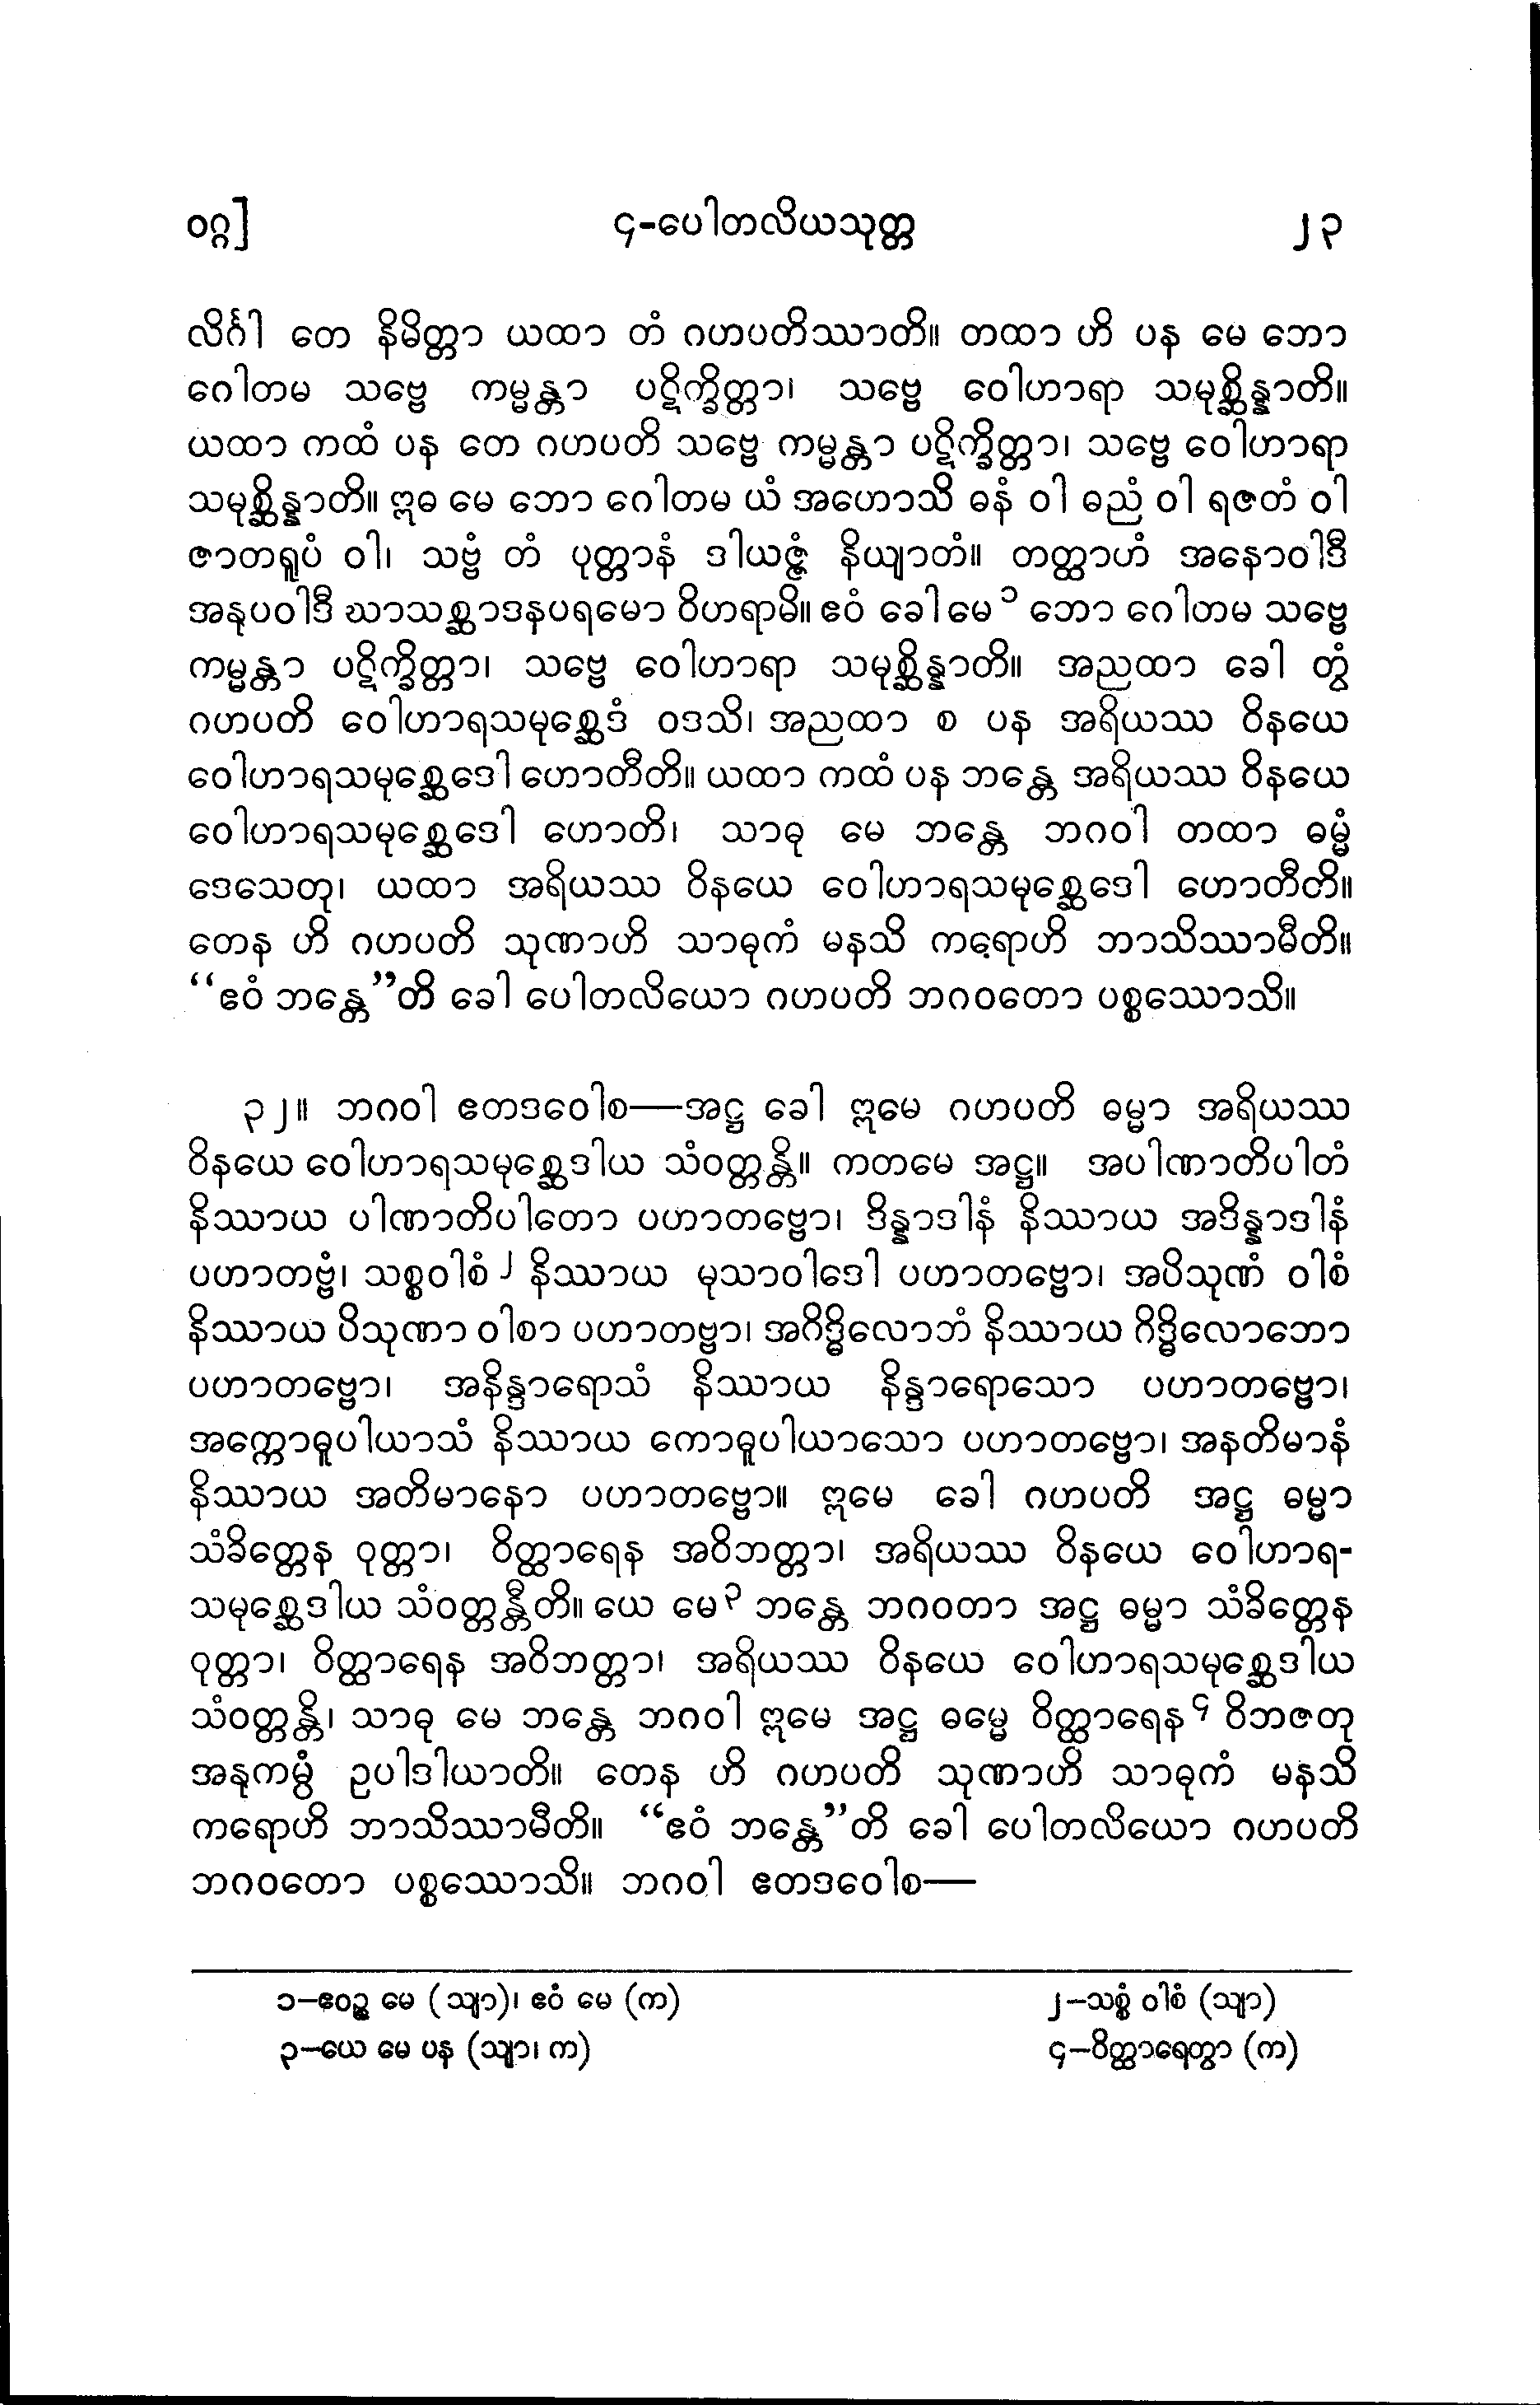 ဝဂ္ဂ] ၄-ပေါတလိယသုတ္တ ၂၃
လိင်္ဂါ တေ နိမိတ္တာ ယထာ တံ ဂဟပတိဿာတိ။ တထာ ဟိ ပန မေ ဘော
ဂေါတမ သဗ္ဗေ ကမ္မန္တာ ပဋိက္ခိတ္တာ၊ သဗ္ဗေ ဝေါဟာရာ သမုစ္ဆိန္နာတိ။
ယထာ ကထံ ပန တေ ဂဟပတိ သဗ္ဗေ ကမ္မန္တာ ပဋိက္ခိတ္တာ၊ သဗ္ဗေ ဝေါဟာရာ
သမုစ္ဆိန္နာတိ။ ဣဓ မေ ဘော ဂေါတမ ယံ အဟောသိ ဓနံ ဝါ ဓညံ ဝါ ရဇတံ ဝါ
ဇာတရူပံ ဝါ၊ သဗ္ဗံ တံ ပုတ္တာနံ ဒါယဇ္ဇံ နိယျာတံ။ တတ္ထာဟံ အနောဝါဒီ
အနုပဝါဒီ ဃာသစ္ဆာဒနပရမော ဝိဟရာမိ။ ဧဝံ ခေါ မေ ၁ ဘော ဂေါတမ သဗ္ဗေ
ကမ္မန္တာ ပဋိက္ခိတ္တာ၊ သဗ္ဗေ ဝေါဟာရာ သမုစ္ဆိန္နာတိ။ အညထာ ခေါ တွံ
ဂဟပတိ ဝေါဟာရသမုစ္ဆေဒံ ဝဒသိ၊ အညထာ စ ပန အရိယဿ ဝိနယေ
ဝေါဟာရသမုစ္ဆေဒေါ ဟောတီတိ။ ယထာ ကထံ ပန ဘန္တေ အရိယဿ ဝိနယေ
ဝေါဟာရသမုစ္ဆေဒေါ ဟောတိ၊ သာဓု မေ ဘန္တေ ဘဂဝါ တထာ ဓမ္မံ
ဒေသေတု၊ ယထာ အရိယဿ ဝိနယေ ဝေါဟာရသမုစ္ဆေဒေါ ဟောတီတိ။
တေန ဟိ ဂဟပတိ သုဏာဟိ သာဓုကံ မနသိ ကရောဟိ ဘာသိဿာမီတိ။
“ဧဝံ ဘန္တေ”တိ ခေါ ပေါတလိယော ဂဟပတိ ဘဂဝတော ပစ္စဿောသိ။
၃၂။ ဘဂဝါ ဧတဒဝေါစ—အဋ္ဌ ခေါ ဣမေ ဂဟပတိ ဓမ္မာ အရိယဿ
ဝိနယေ ဝေါဟာရသမုစ္ဆေဒါယ သံဝတ္တန္တိ။ ကတမေ အဋ္ဌ။ အပါဏာတိပါတံ
နိဿာယ ပါဏာတိပါတော ပဟာတဗ္ဗော၊ ဒိန္နာဒါနံ နိဿာယ အဒိန္နာဒါနံ
ပဟာတဗ္ဗံ၊ သစ္စဝါစံ ၂ နိဿာယ မုသာဝါဒေါ ပဟာတဗ္ဗော၊ အပိသုဏံ ဝါစံ
နိဿာယ ပိသုဏာ ဝါစာ ပဟာတဗ္ဗာ၊ အဂိဒ္ဓိလောဘံ နိဿာယ ဂိဒ္ဓိလောဘော
ပဟာတဗ္ဗော၊ အနိန္ဒာရောသံ နိဿာယ နိန္ဒာရောသော ပဟာတဗ္ဗော၊
အက္ကောဓူပါယာသံ နိဿာယ ကောဓူပါယာသော ပဟာတဗ္ဗော၊ အနတိမာနံ
နိဿာယ အတိမာနော ပဟာတဗ္ဗော။ ဣမေ ခေါ ဂဟပတိ အဋ္ဌ ဓမ္မာ
သံခိတ္တေန ဝုတ္တာ၊ ဝိတ္ထာရေန အဝိဘတ္တာ၊ အရိယဿ ဝိနယေ ဝေါဟာရ-
သမုစ္ဆေဒါယ သံဝတ္တန္တီတိ။ ယေ မေ ၃ ဘန္တေ ဘဂဝတာ အဋ္ဌ ဓမ္မာ သံခိတ္တေန
ဝုတ္တာ၊ ဝိတ္ထာရေန အဝိဘတ္တာ၊ အရိယဿ ဝိနယေ ဝေါဟာရသမုစ္ဆေဒါယ
သံဝတ္တန္တိ၊ သာဓု မေ ဘန္တေ ဘဂဝါ ဣမေ အဋ္ဌ ဓမ္မေ ဝိတ္ထာရေန ၄ ဝိဘဇတု
အနုကမ္ပံ ဥပါဒါယာတိ။ တေန ဟိ ဂဟပတိ သုဏာဟိ သာဓုကံ မနသိ
ကရောဟိ ဘာသိဿာမီတိ။ “ဧဝံ ဘန္တေ”တိ ခေါ ပေါတလိယော ဂဟပတိ
ဘဂဝတော ပစ္စဿောသိ။ ဘဂဝါ ဧတဒဝေါစ—
၁—ဧဝဉ္စ မေ (သျာ)၊ ဧဝံ မေ (က) ၂—သစ္စံ ဝါစံ (သျာ)
၃—ယေ မေ ပန (သျာ၊ က) ၄—ဝိတ္ထာရေတွာ (က)